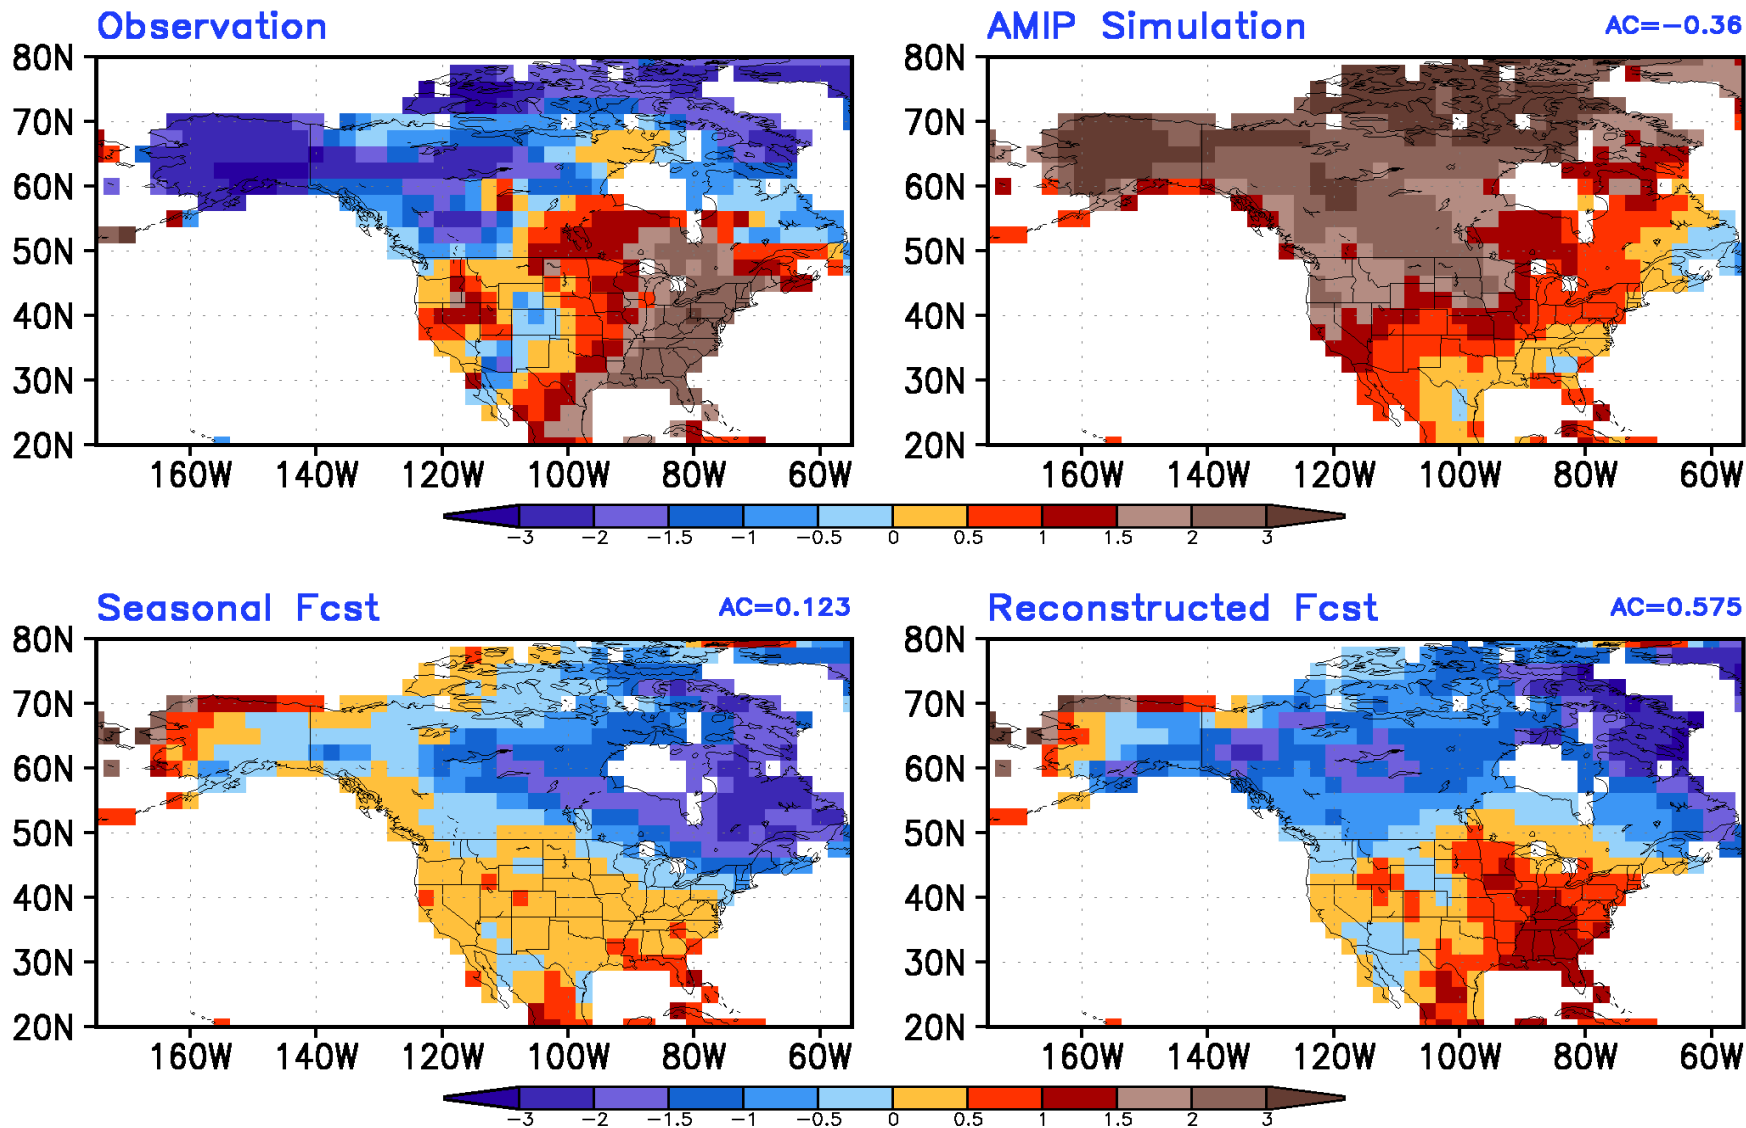 Observation
AMIP Simulation AC=−0.36
80N
70N
60N
50N
40N
30N
20N
160W 140W 120W 100W 80W 60W
80N
70N
60N
50N
40N
30N
20N
160W 140W 120W 100W 80W 60W
−3 −2 −1.5 −1 −0.5 0 0.5 1 1.5 2 3
Seasonal Fcst AC=0.123
Reconstructed Fcst AC=0.575
80N
70N
60N
50N
40N
30N
20N
160W 140W 120W 100W 80W 60W
80N
70N
60N
50N
40N
30N
20N
160W 140W 120W 100W 80W 60W
−3 −2 −1.5 −1 −0.5 0 0.5 1 1.5 2 3